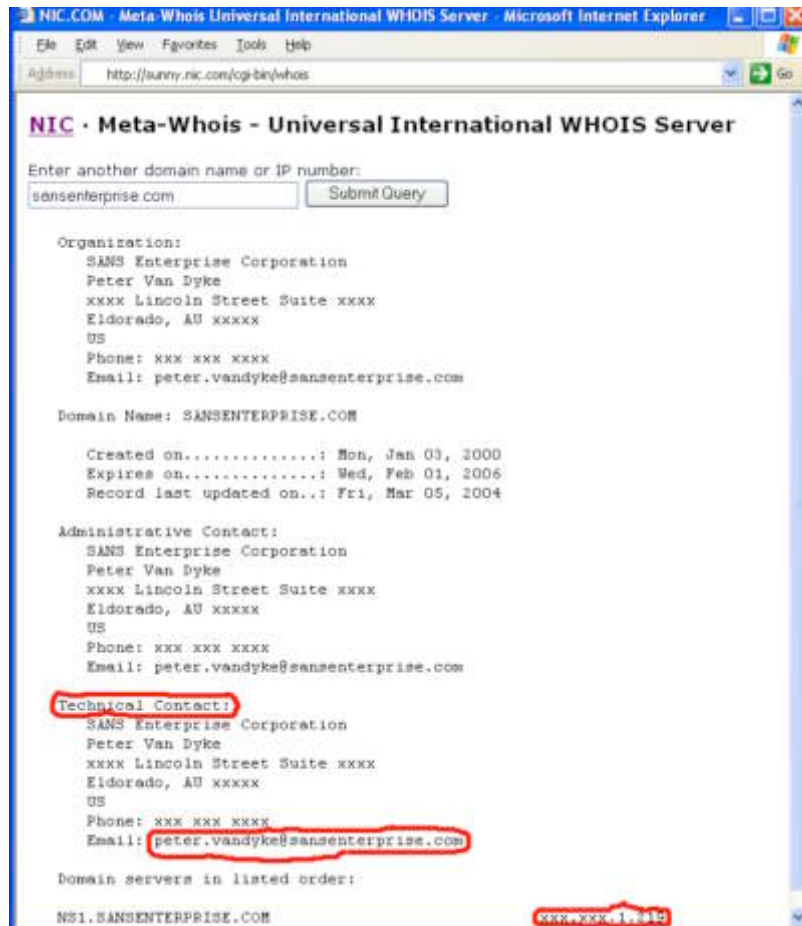 NIC.COM - Meta-Whois Universal International WHOIS Server - Microsoft Internet Explorer
File Edit View Favorites Tools Help
Address http://sunny.nic.com/cgi-bin/whois Go
NIC · Meta-Whois - Universal International WHOIS Server
Enter another domain name or IP number:
sansenterprise.com Submit Query
Organization:
SANS Enterprise Corporation
Peter Van Dyke
xxxx Lincoln Street Suite xxxx
Eldorado, AU xxxxx
US
Phone: xxx xxx xxxx
Email: peter.vandyke@sansenterprise.com
Domain Name: SANSENTERPRISE.COM
Created on..............: Mon, Jan 03, 2000
Expires on..............: Wed, Feb 01, 2006
Record last updated on..: Fri, Mar 05, 2004
Administrative Contact:
SANS Enterprise Corporation
Peter Van Dyke
xxxx Lincoln Street Suite xxxx
Eldorado, AU xxxxx
US
Phone: xxx xxx xxxx
Email: peter.vandyke@sansenterprise.com
Technical Contact:
SANS Enterprise Corporation
Peter Van Dyke
xxxx Lincoln Street Suite xxxx
Eldorado, AU xxxxx
US
Phone: xxx xxx xxxx
Email: peter.vandyke@sansenterprise.com
Domain servers in listed order:
NS1.SANSENTERPRISE.COM